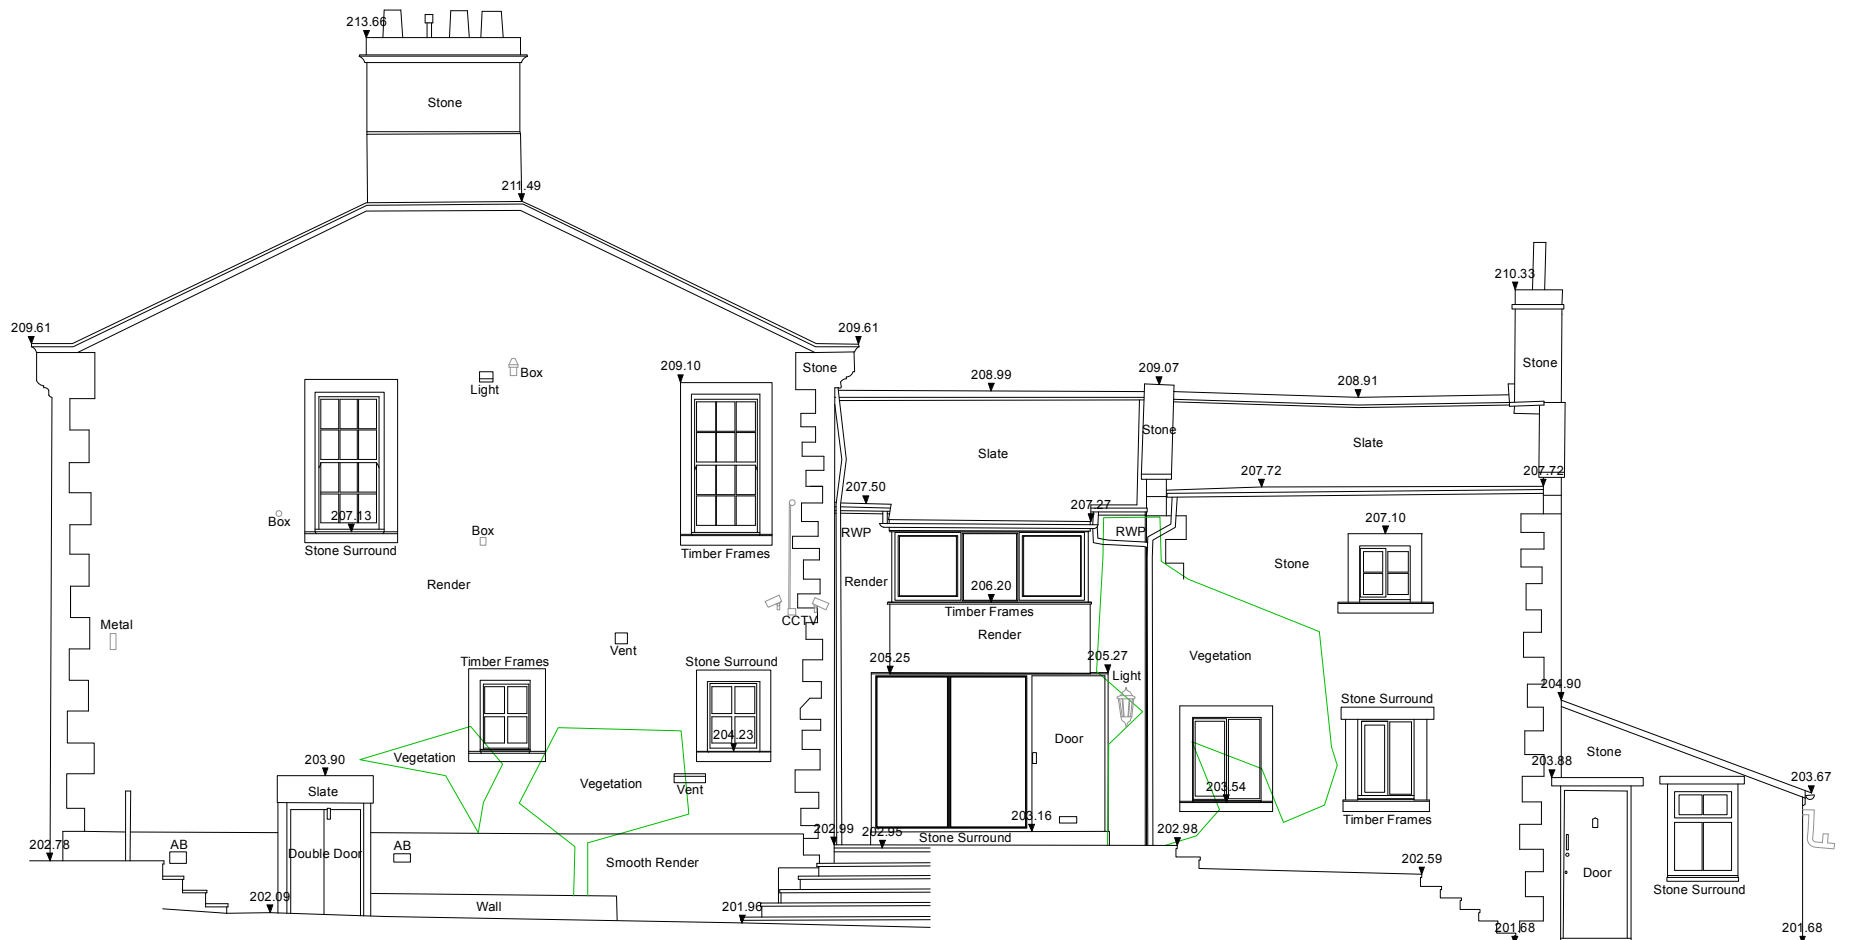 213.66
Stone
211.49
210.33
209.61
209.61
Stone
209.10
Light
Box
208.99
209.07
208.91
Stone
Stone
Slate
Slate
207.72
207.72
207.50
207.27
Box
207.13
Stone Surround
Box
Timber Frames
RWP
RWP
207.10
Render
Render
Stone
206.20
Timber Frames
Render
CCTV
Metal
Vent
Timber Frames
Stone Surround
205.25
205.27
Light
Vegetation
204.90
Stone Surround
204.23
Door
Stone
Vegetation
203.90
Slate
Vegetation
Vent
203.54
203.88
203.67
Timber Frames
203.16
Stone Surround
202.99
202.95
202.98
202.78
AB
Double Door
AB
Smooth Render
202.59
Door
Stone Surround
202.09
Wall
201.96
201.68
201.68